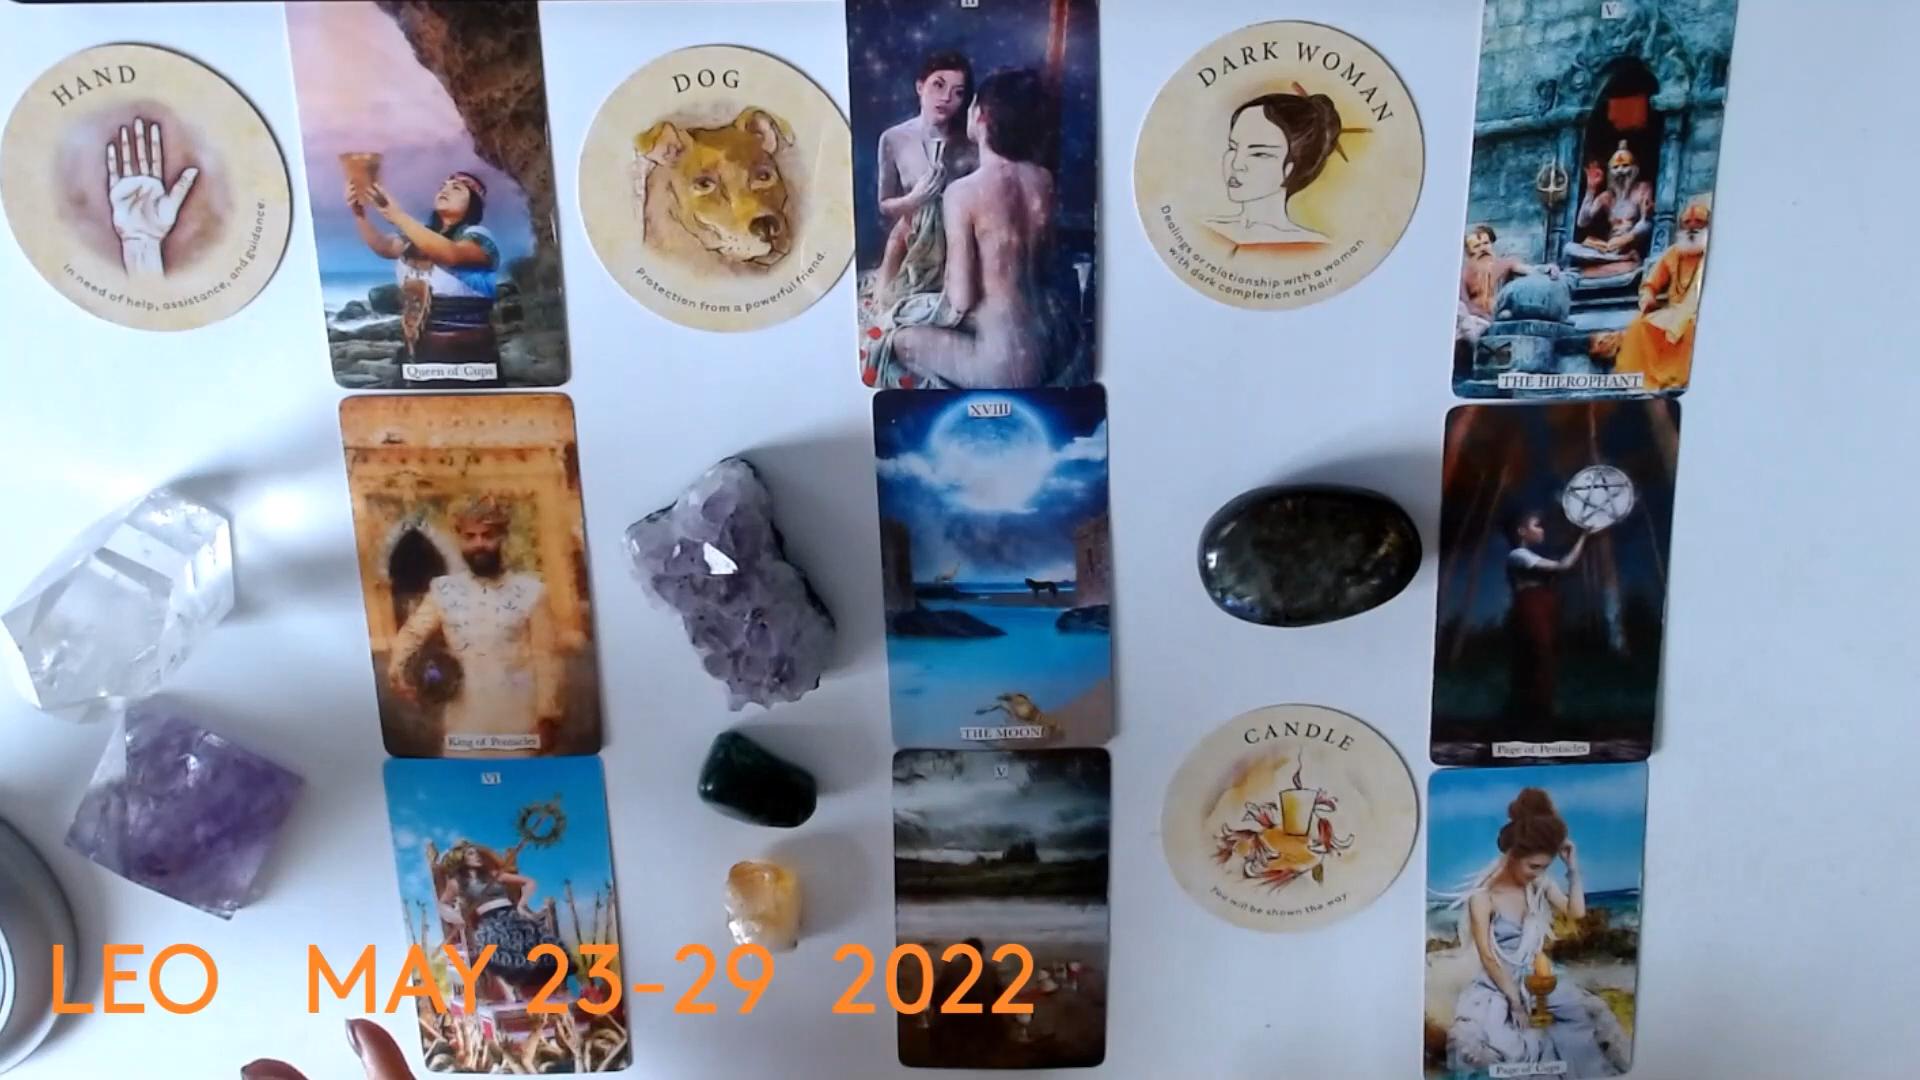 HAND
In need of help, assistance, and guidance.
Queen of Cups
DOG
Protection from a powerful friend.
II
DARK WOMAN
Dealings or relationship with a woman
with dark complexion or hair.
V
THE HIEROPHANT
King of Pentacles
XVIII
THE MOON
Page of Pentacles
VI
V
CANDLE
You will be shown the way.
Page of Cups
LEO MAY 23-29 2022